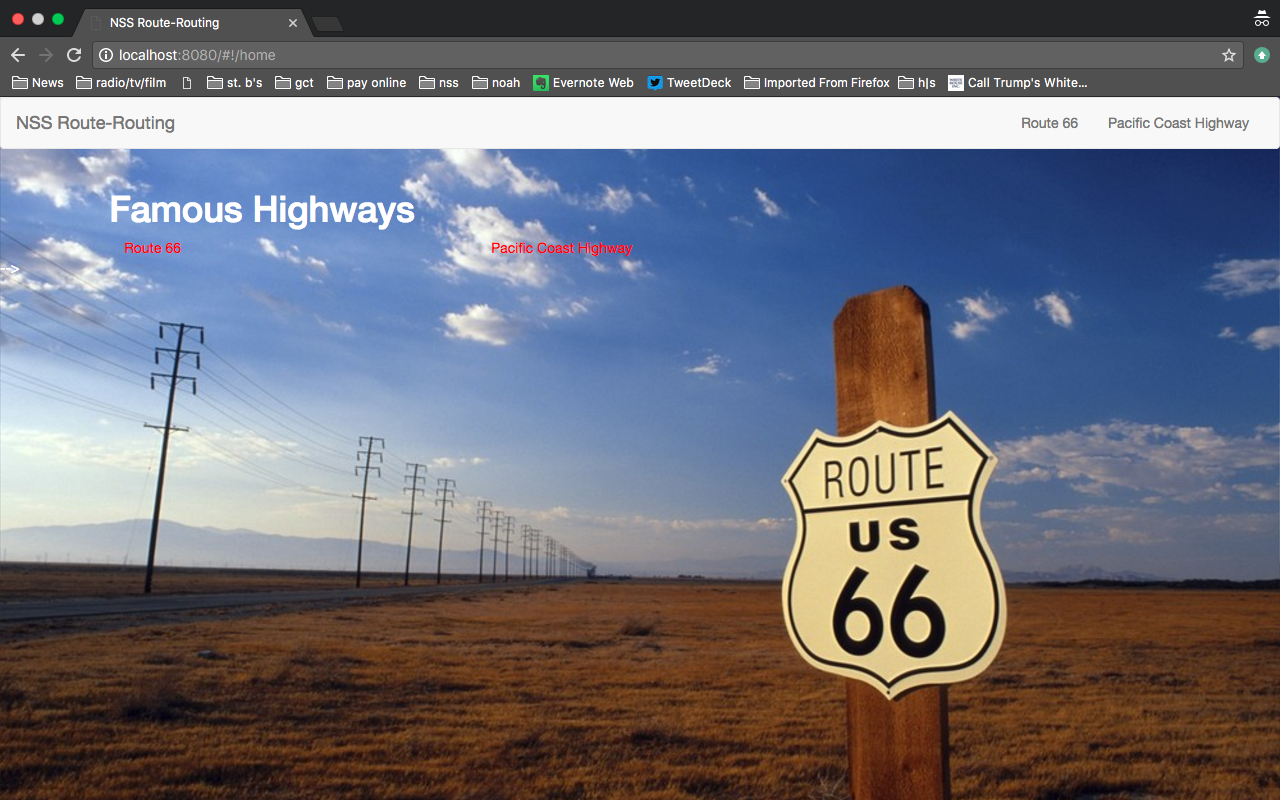 NSS Route-Routing
localhost:8080/#!/home
News radio/tv/film st. b's gct pay online nss noah Evernote Web TweetDeck Imported From Firefox h|s Call Trump's White...
NSS Route-Routing Route 66 Pacific Coast Highway
Famous Highways
Route 66 Pacific Coast Highway
-->
ROUTE
US
66